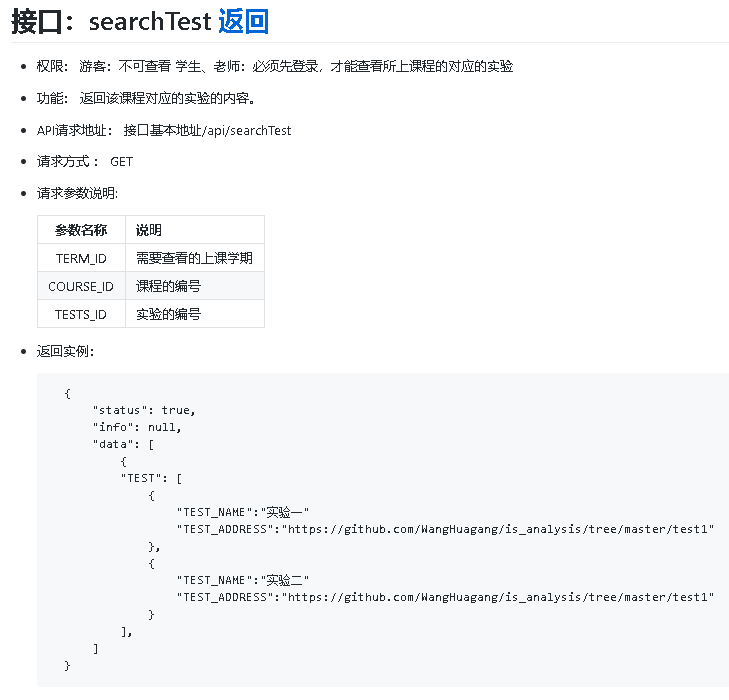 接口：searchTest 返回
权限： 游客：不可查看 学生、老师：必须先登录，才能查看所上课程的对应的实验
功能： 返回该课程对应的实验的内容。
API请求地址： 接口基本地址/api/searchTest
请求方式 ： GET
请求参数说明:
参数名称 说明
TERM_ID 需要查看的上课学期
COURSE_ID 课程的编号
TESTS_ID 实验的编号
返回实例：
{
"status": true,
"info": null,
"data": [
{
"TEST": [
{
"TEST_NAME":"实验一"
"TEST_ADDRESS":"https://github.com/WangHuagang/is_analysis/tree/master/test1"
},
{
"TEST_NAME":"实验二"
"TEST_ADDRESS":"https://github.com/WangHuagang/is_analysis/tree/master/test1"
}
],
]
}